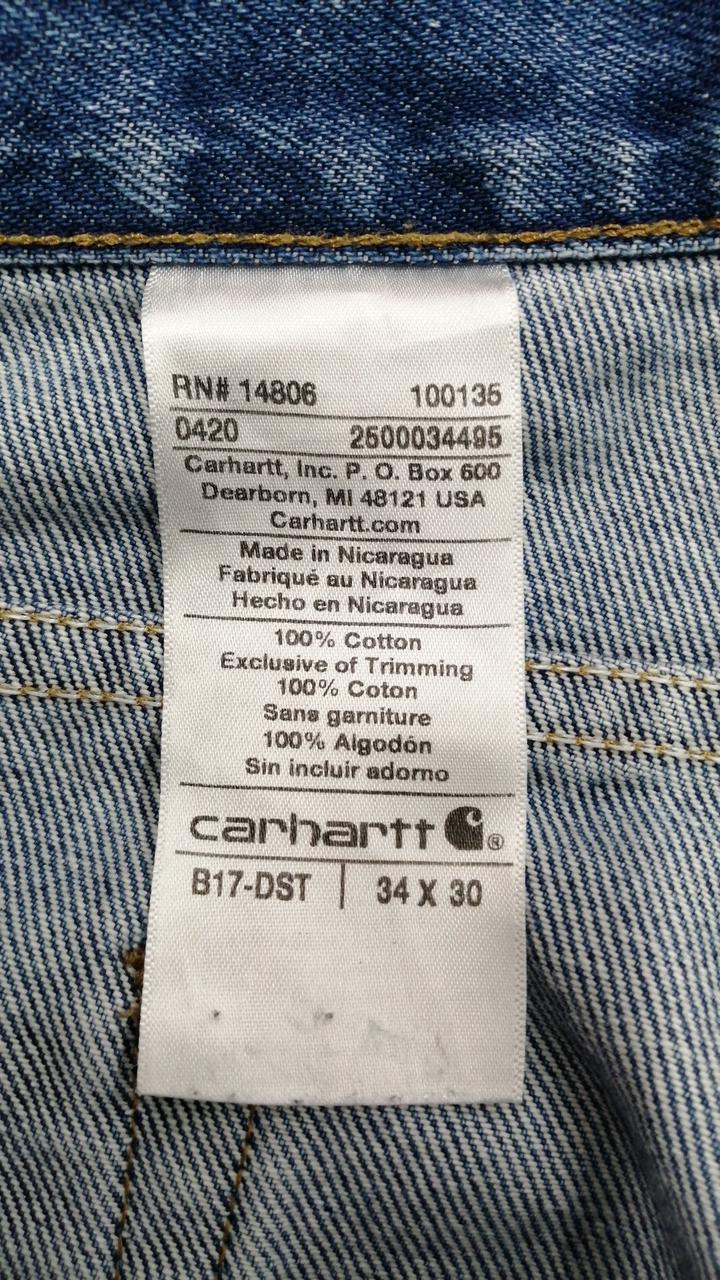 RN# 14806 100135
0420 2500034495
Carhartt, Inc. P. O. Box 600
Dearborn, MI 48121 USA
Carhartt.com
Made in Nicaragua
Fabriqué au Nicaragua
Hecho en Nicaragua
100% Cotton
Exclusive of Trimming
100% Coton
Sans garniture
100% Algodón
Sin incluir adorno
carhartt ®
B17-DST | 34 X 30